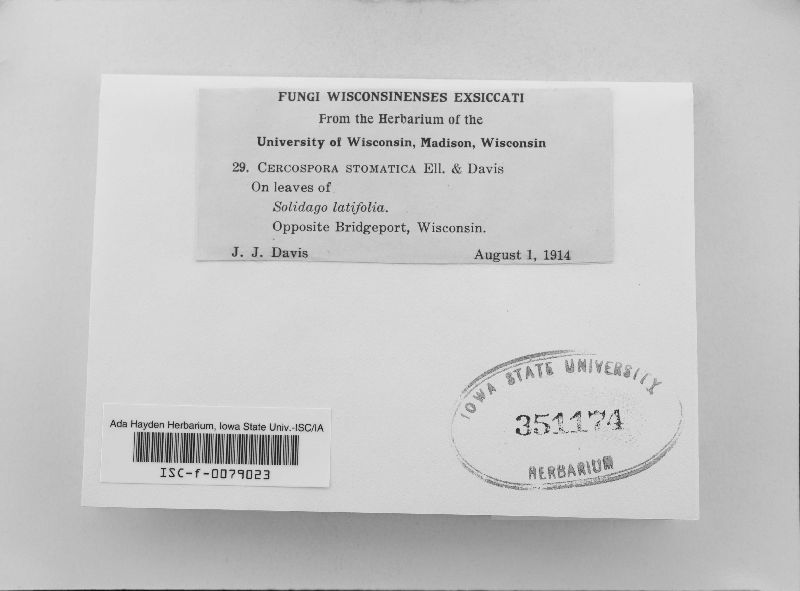 FUNGI WISCONSINENSES EXSICCATI
From the Herbarium of the
University of Wisconsin, Madison, Wisconsin
29. CERCOSPORA STOMATICA Ell. & Davis
On leaves of
Solidago latifolia.
Opposite Bridgeport, Wisconsin.
J. J. Davis August 1, 1914
IOWA STATE UNIVERSITY
351174
HERBARIUM
Ada Hayden Herbarium, Iowa State Univ.-ISC/IA
ISC-f-0079023